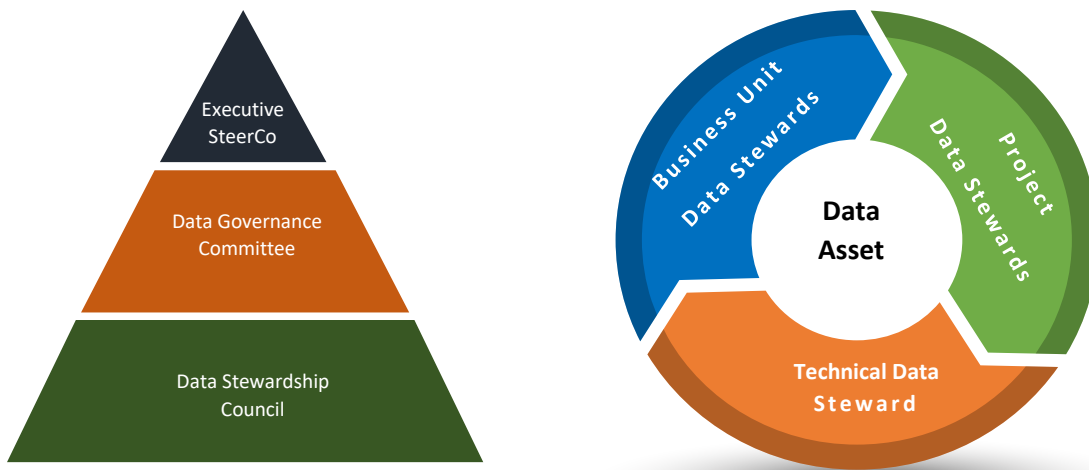 Executive
SteerCo
Data Governance
Committee
Data Stewardship
Council
Business Unit
Data Stewards
Project
Data Stewards
Data
Asset
Technical Data
Steward